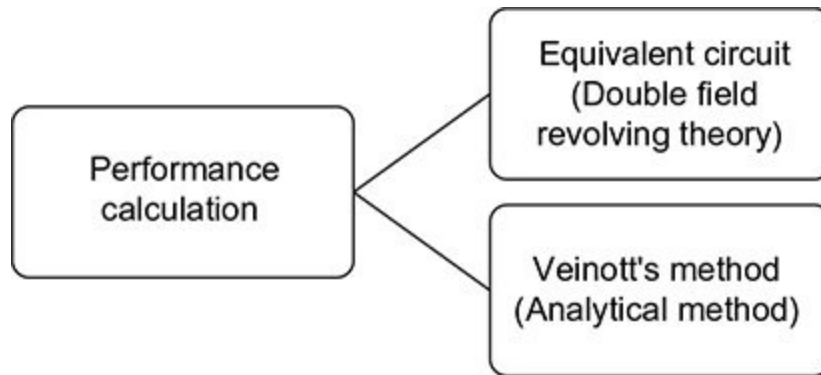 Performance
calculation
Equivalent circuit
(Double field
revolving theory)
Veinott's method
(Analytical method)